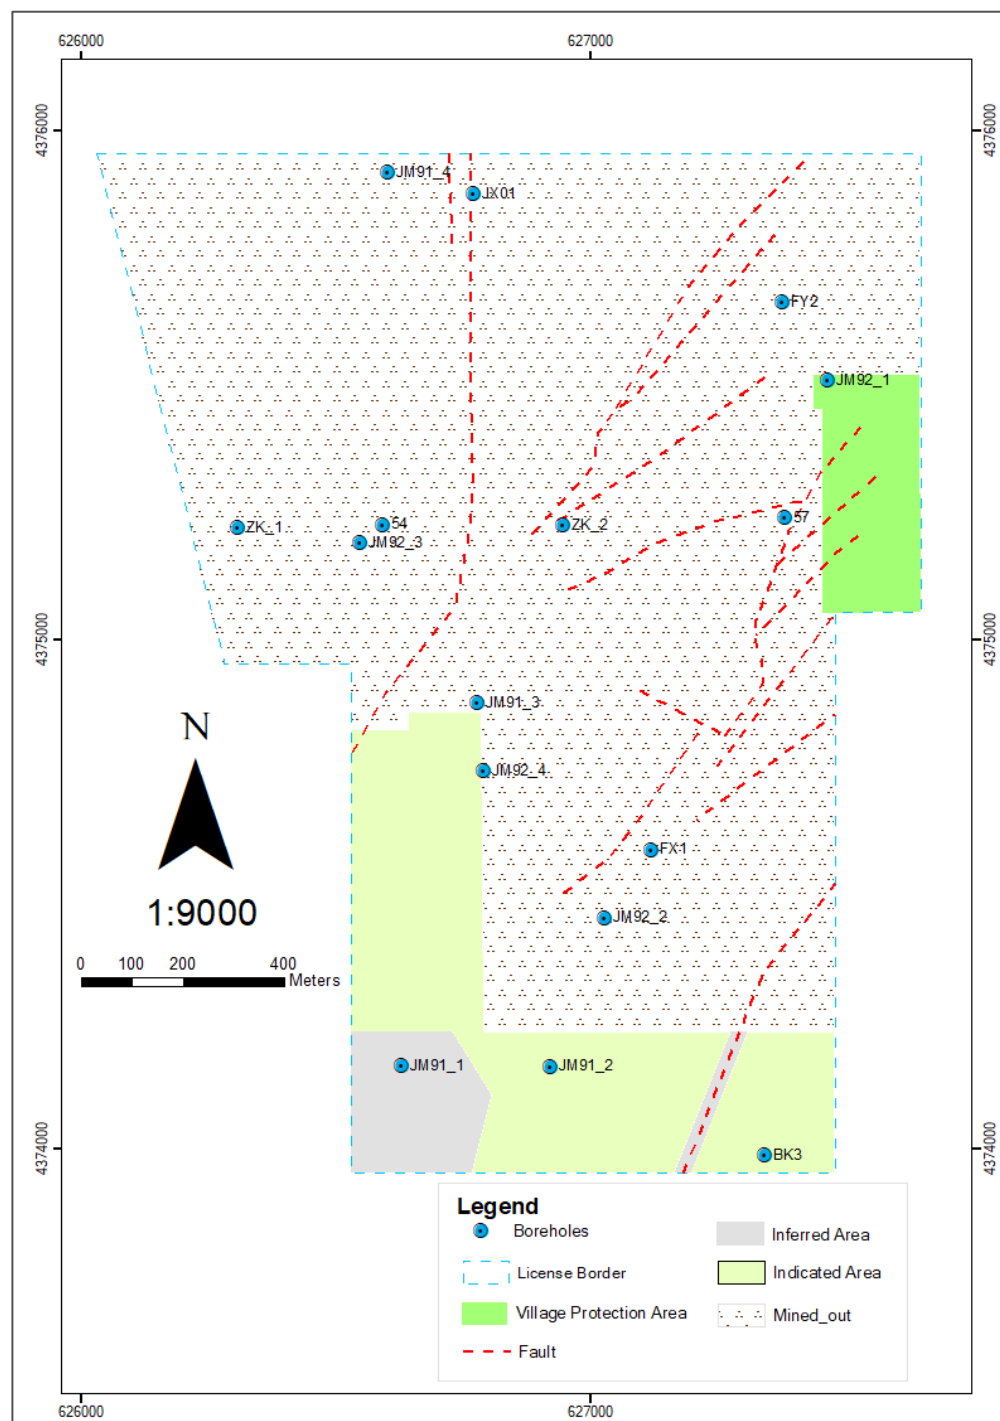 626000 627000
4376000 4376000
JM91_4
JX01
FY2
JM92_1
57
54
ZK_1
ZK_2
JM92_3
4375000 4375000
JM91_3
N
JM92_4
FX1
1:9000
JM92_2
0 100 200 400
Meters
JM91_1
JM91_2
4374000 4374000
BK3
Legend
Boreholes
Inferred Area
License Border
Indicated Area
Village Protection Area
Mined_out
Fault
626000 627000